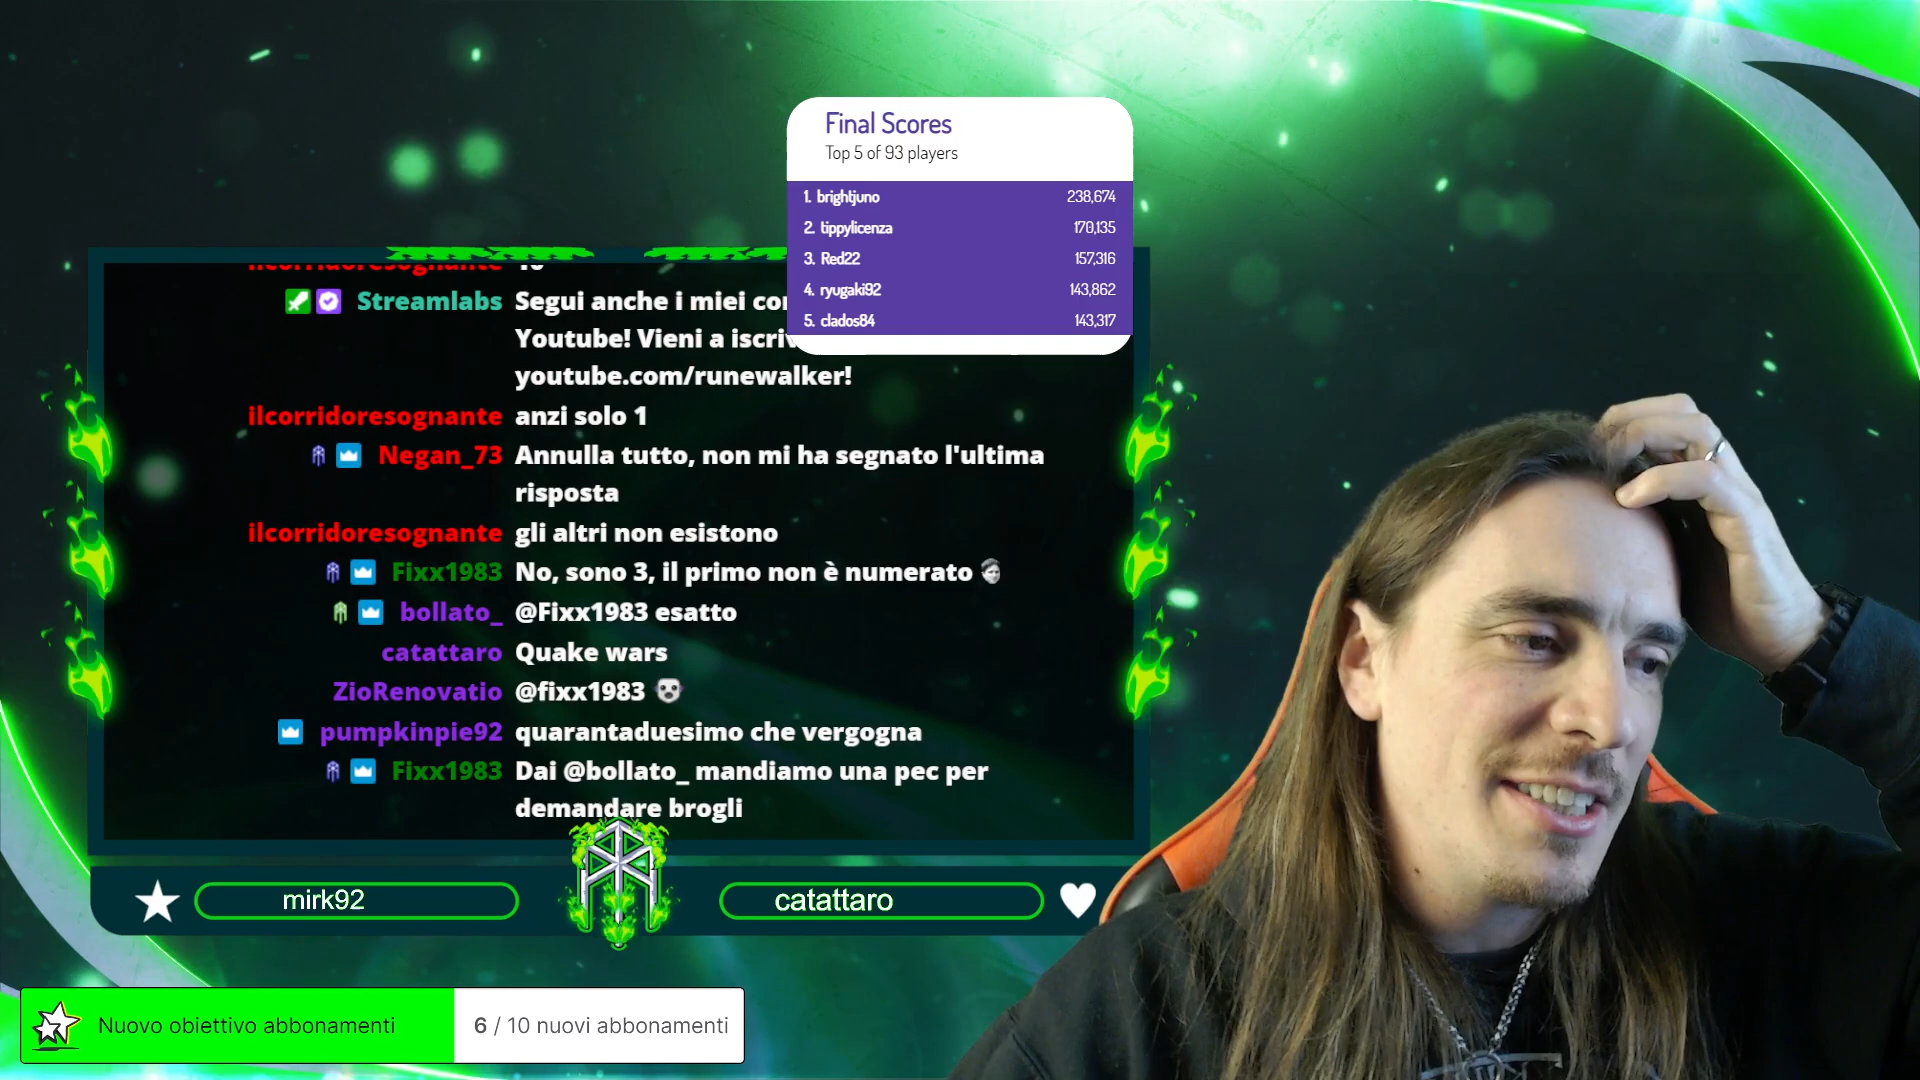 Final Scores
Top 5 of 93 players
1. brightjuno 238,674
2. tippylicenza 170,135
3. Red22 157,316
4. ryugaki92 143,862
5. clados84 143,317
ilcorridoresognante 10
Streamlabs Segui anche i miei
Youtube! Vieni a
youtube.com/runewalker!
ilcorridoresognante anzi solo 1
Negan_73 Annulla tutto, non mi ha segnato l'ultima
risposta
ilcorridoresognante gli altri non esistono
Fixx1983 No, sono 3, il primo non è numerato
bollato_ @Fixx1983 esatto
catattaro Quake wars
ZioRenovatio @fixx1983
pumpkinpie92 quarantaduesimo che vergogna
Fixx1983 Dai @bollato_ mandiamo una pec per
demandare brogli
mirk92
catattaro
Nuovo obiettivo abbonamenti
6 / 10 nuovi abbonamenti